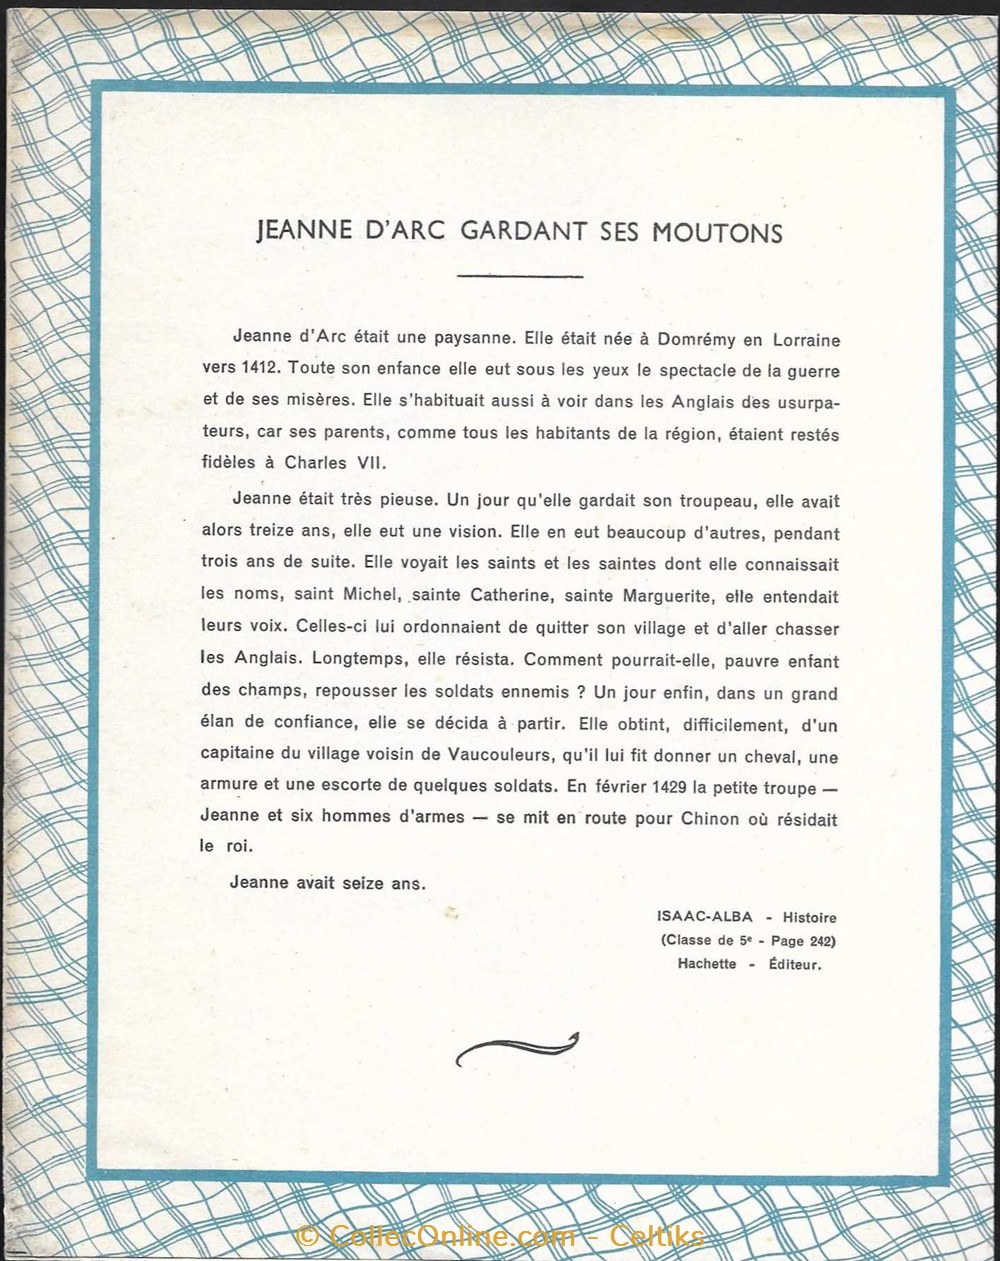 JEANNE D'ARC GARDANT SES MOUTONS
Jeanne d'Arc était une paysanne. Elle était née à Domrémy en Lorraine
vers 1412. Toute son enfance elle eut sous les yeux le spectacle de la guerre
et de ses misères. Elle s'habituait aussi à voir dans les Anglais des usurpa-
teurs, car ses parents, comme tous les habitants de la région, étaient restés
fidèles à Charles VII.
Jeanne était très pieuse. Un jour qu'elle gardait son troupeau, elle avait
alors treize ans, elle eut une vision. Elle en eut beaucoup d'autres, pendant
trois ans de suite. Elle voyait les saints et les saintes dont elle connaissait
les noms, saint Michel, sainte Catherine, sainte Marguerite, elle entendait
leurs voix. Celles-ci lui ordonnaient de quitter son village et d'aller chasser
les Anglais. Longtemps, elle résista. Comment pourrait-elle, pauvre enfant
des champs, repousser les soldats ennemis ? Un jour enfin, dans un grand
élan de confiance, elle se décida à partir. Elle obtint, difficilement, d'un
capitaine du village voisin de Vaucouleurs, qu'il lui fit donner un cheval, une
armure et une escorte de quelques soldats. En février 1429 la petite troupe —
Jeanne et six hommes d'armes — se mit en route pour Chinon où résidait
le roi.
Jeanne avait seize ans.
ISAAC-ALBA - Histoire
(Classe de 5e - Page 242)
Hachette - Éditeur.
© CollecOnline.com - Celtiks